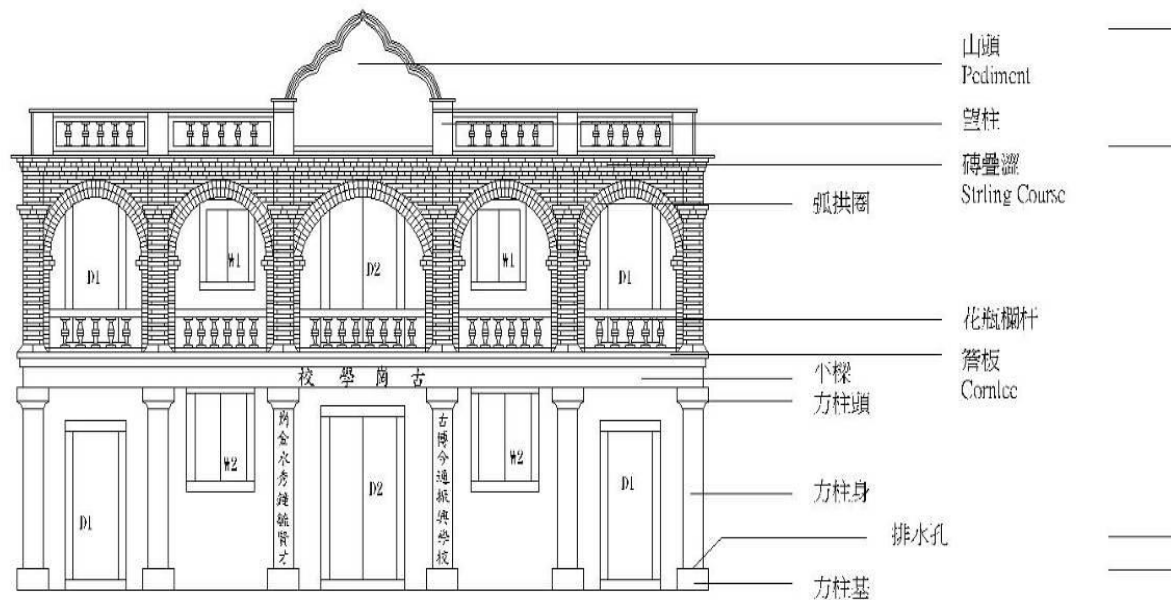 山頭
Pediment
望柱
磚疊澀
Strling Course
弧拱圈
花瓶欄杆
簷板
Cornlce
平樑
方柱頭
方柱身
排水孔
方柱基
D1
W1
D2
W1
D1
古崗學校
古博今通振興學校
崗金水秀鍾毓賢才
D1
W2
D2
W2
D1